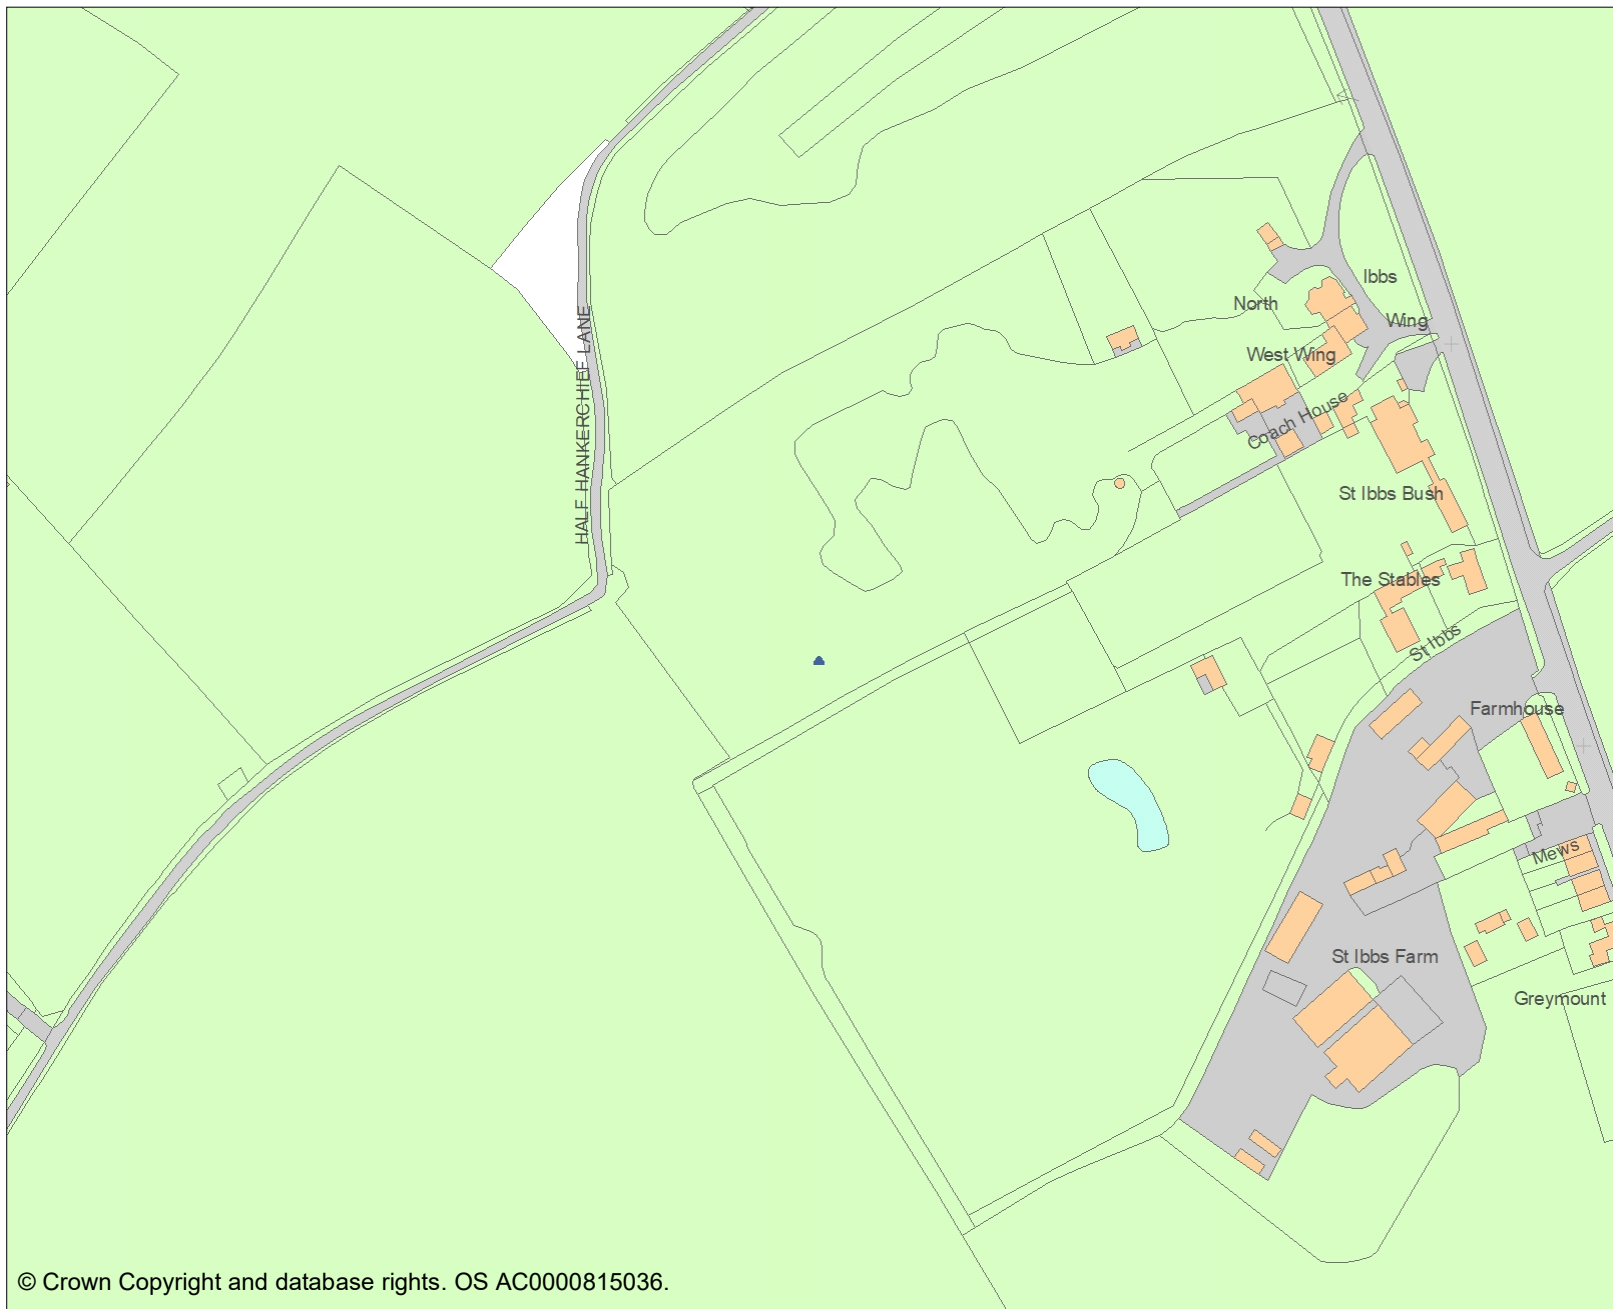 Ibbs
North
Wing
West Wing
Coach House
HALF HANKERCHIEF LANE
St Ibbs Bush
The Stables
St Ibbs
Farmhouse
Mews
St Ibbs Farm
Greymount
© Crown Copyright and database rights. OS AC0000815036.